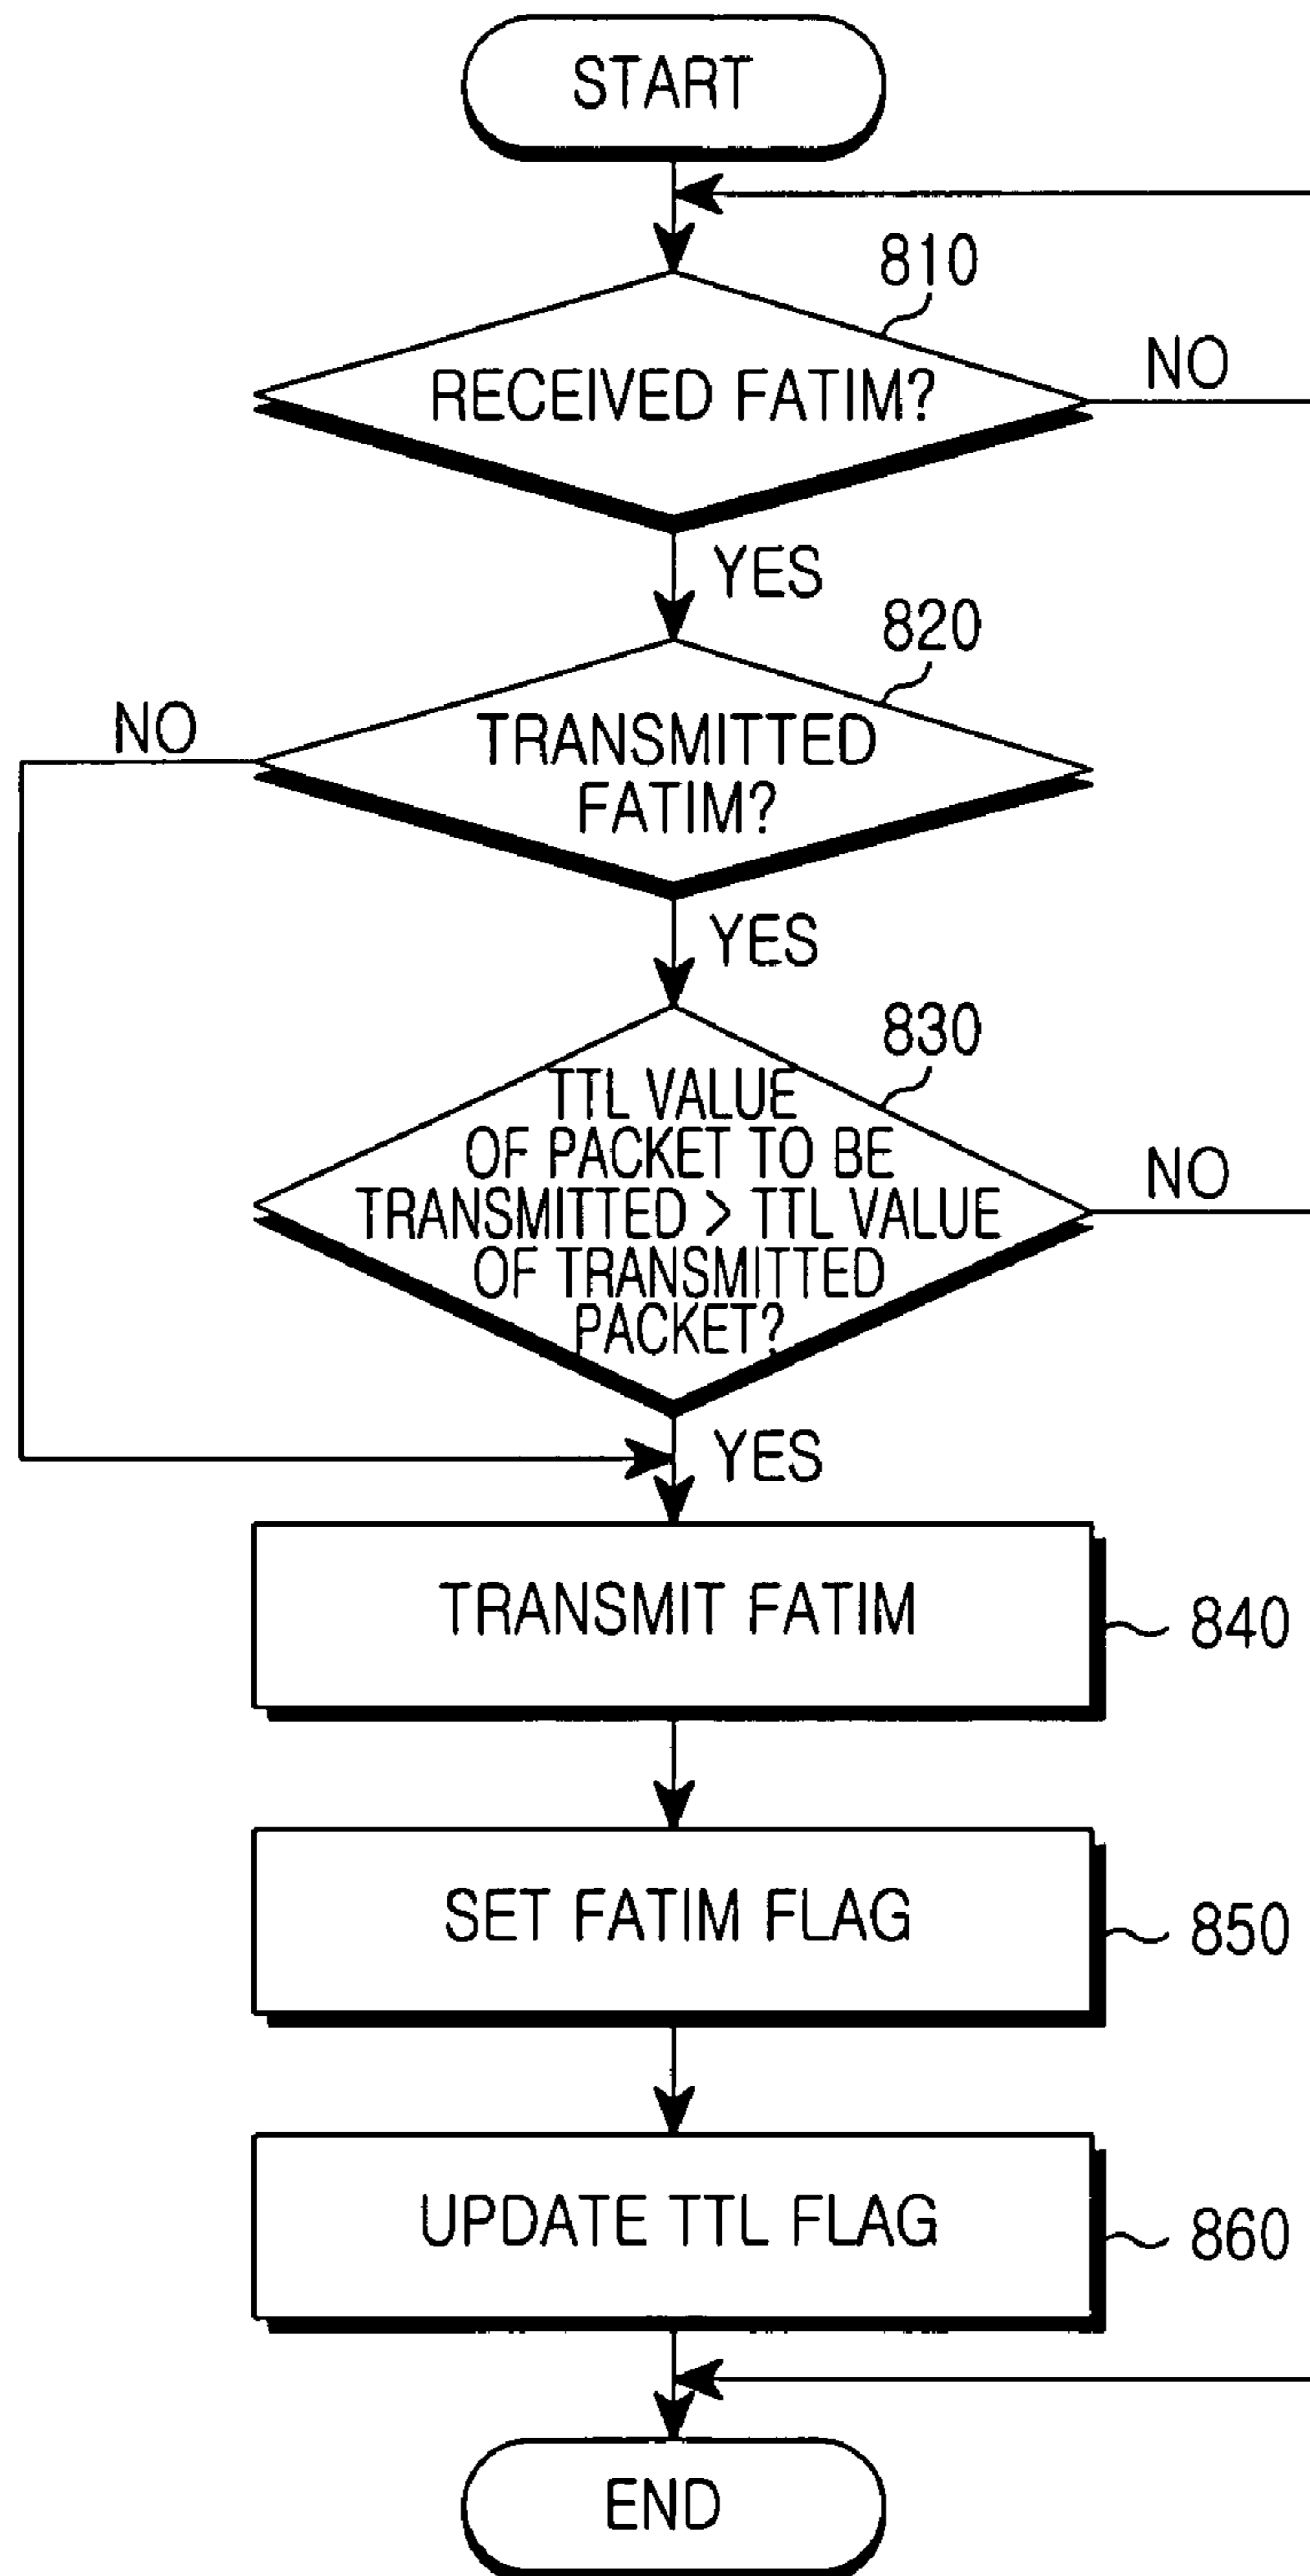 START
810
RECEIVED FATIM?
NO
YES
820
NO
TRANSMITTED
FATIM?
YES
830
TTL VALUE
OF PACKET TO BE
TRANSMITTED > TTL VALUE
OF TRANSMITTED
PACKET?
NO
YES
TRANSMIT FATIM
840
SET FATIM FLAG
850
UPDATE TTL FLAG
860
END